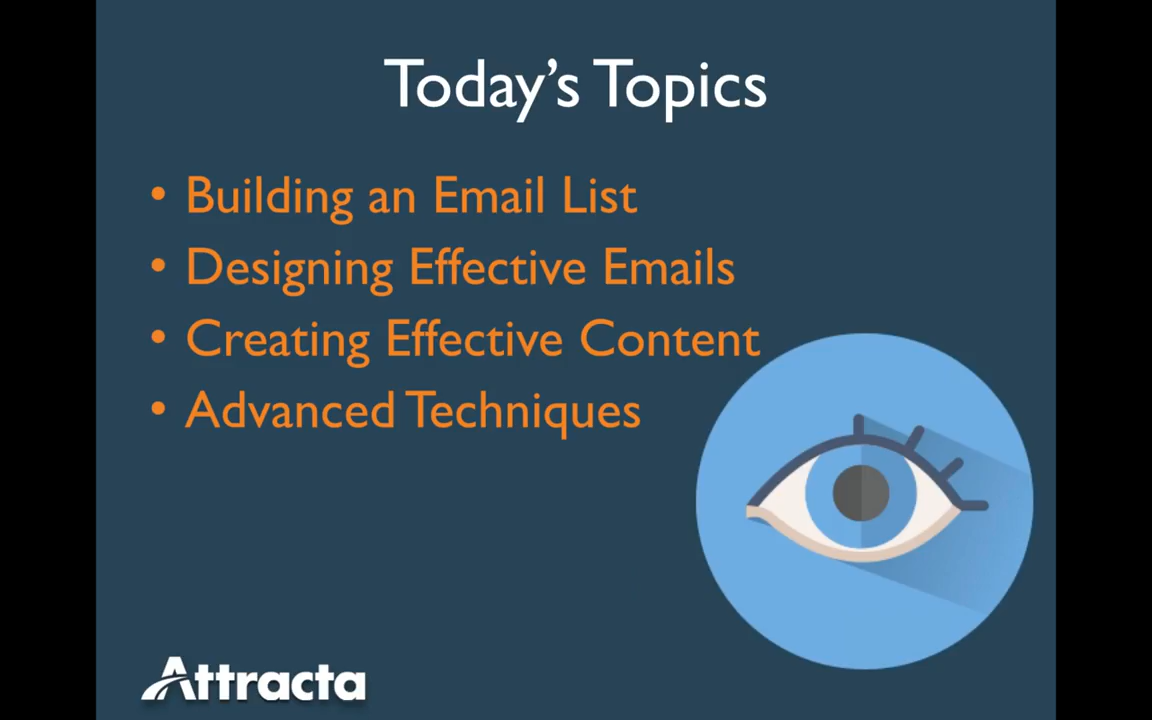 Today’s Topics
• Building an Email List
• Designing Effective Emails
• Creating Effective Content
• Advanced Techniques
Attracta